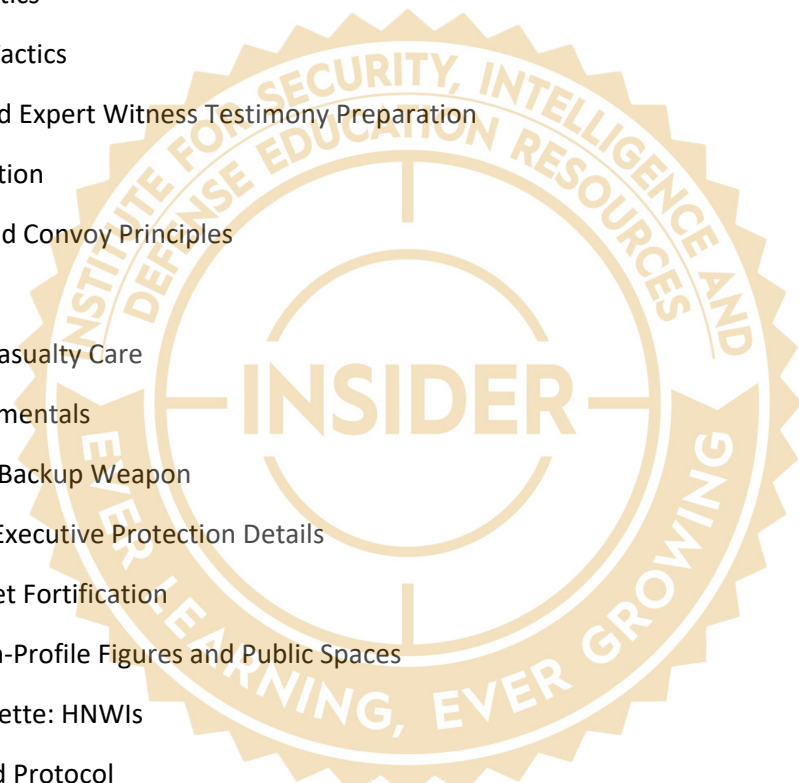 tics
actics
d Expert Witness Testimony Preparation
tion
d Convoy Principles
asualty Care
mentals
Backup Weapon
Executive Protection Details
et Fortification
-Profile Figures and Public Spaces
ette: HNWIs
d Protocol
INSTITUTE FOR SECURITY, INTELLIGENCE AND
DEFENSE EDUCATION RESOURCES
INSIDER
EVER LEARNING, EVER GROWING